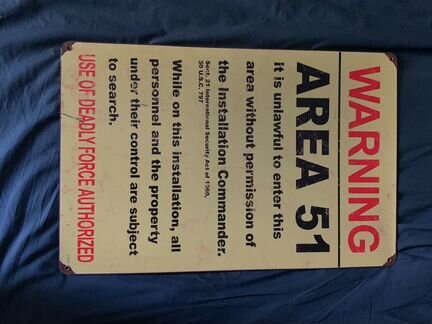 WARNING
AREA 51
it is unlawful to enter this
area without permission of
the Installation Commander.
Sect. 21 International Security Act of 1950,
50 U.S.C. 797
While on this installation, all
personnel and the property
under their control are subject
to search.
USE OF DEADLY FORCE AUTHORIZED